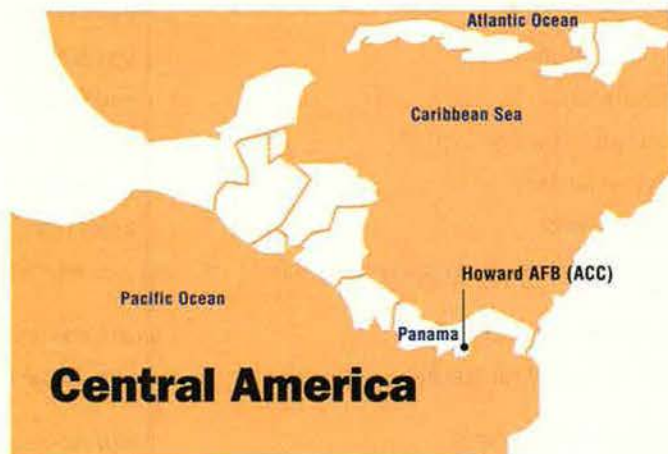 Atlantic Ocean
Caribbean Sea
Howard AFB (ACC)
Pacific Ocean
Panama
Central America